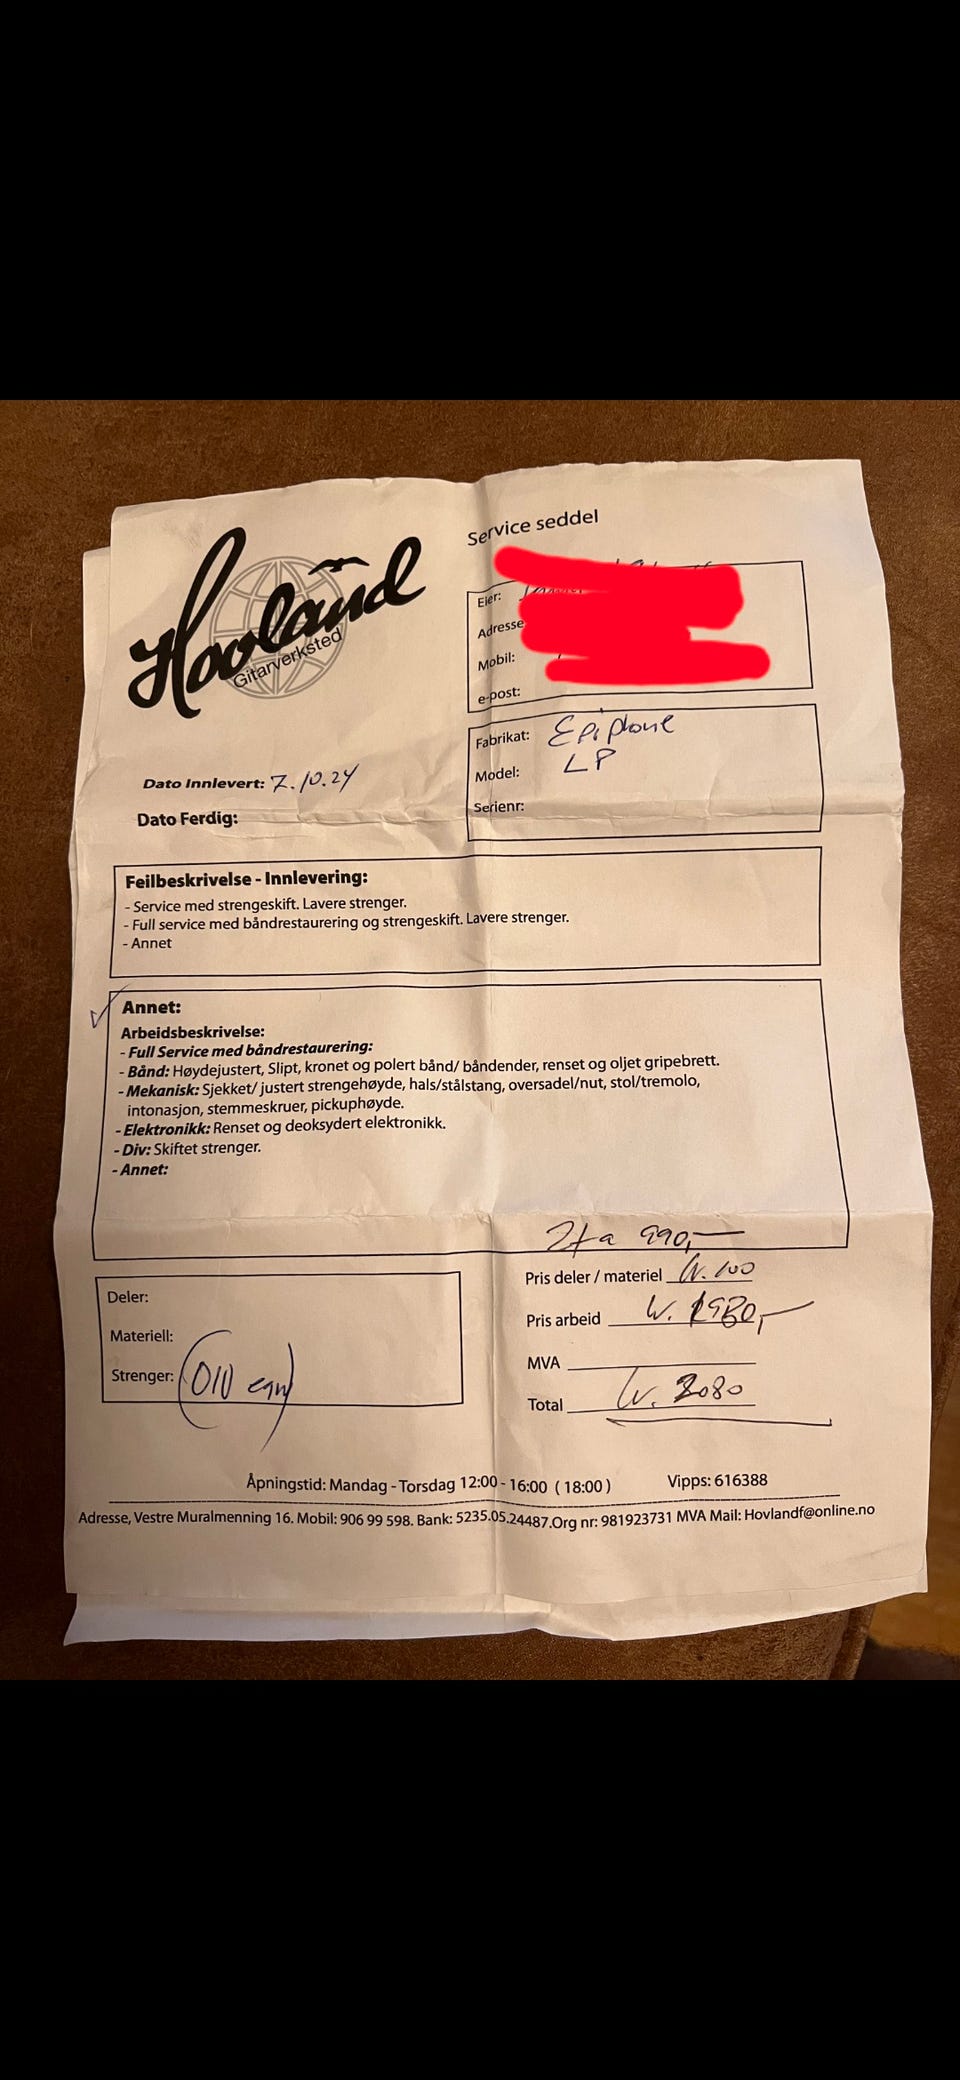 Hovland
Gitarverksted
Service seddel
Eier:
Adresse
Mobil:
e-post:
Fabrikat: Epiphone
Model: LP
Serienr:
Dato Innlevert: 7.10.24
Dato Ferdig:
Feilbeskrivelse - Innlevering:
- Service med strengeskift. Lavere strenger.
- Full service med båndrestaurering og strengeskift. Lavere strenger.
- Annet
Annet:
Arbeidsbeskrivelse:
- Full Service med båndrestaurering:
- Bånd: Høydejustert, Slipt, kronet og polert bånd/ båndender, renset og oljet gripebrett.
- Mekanisk: Sjekket/ justert strengehøyde, hals/stålstang, oversadel/nut, stol/tremolo,
intonasjon, stemmeskruer, pickuphøyde.
- Elektronikk: Renset og deoksydert elektronikk.
- Div: Skiftet strenger.
- Annet:
2t a 990,-
Deler:
Materiell:
Strenger: 010
Pris deler / materiel kr. 100
Pris arbeid kr. 1980,-
MVA
Total kr. 2080
Åpningstid: Mandag - Torsdag 12:00 - 16:00 ( 18:00 ) Vipps: 616388
Adresse, Vestre Muralmenning 16. Mobil: 906 99 598. Bank: 5235.05.24487.Org nr: 981923731 MVA Mail: Hovlandf@online.no